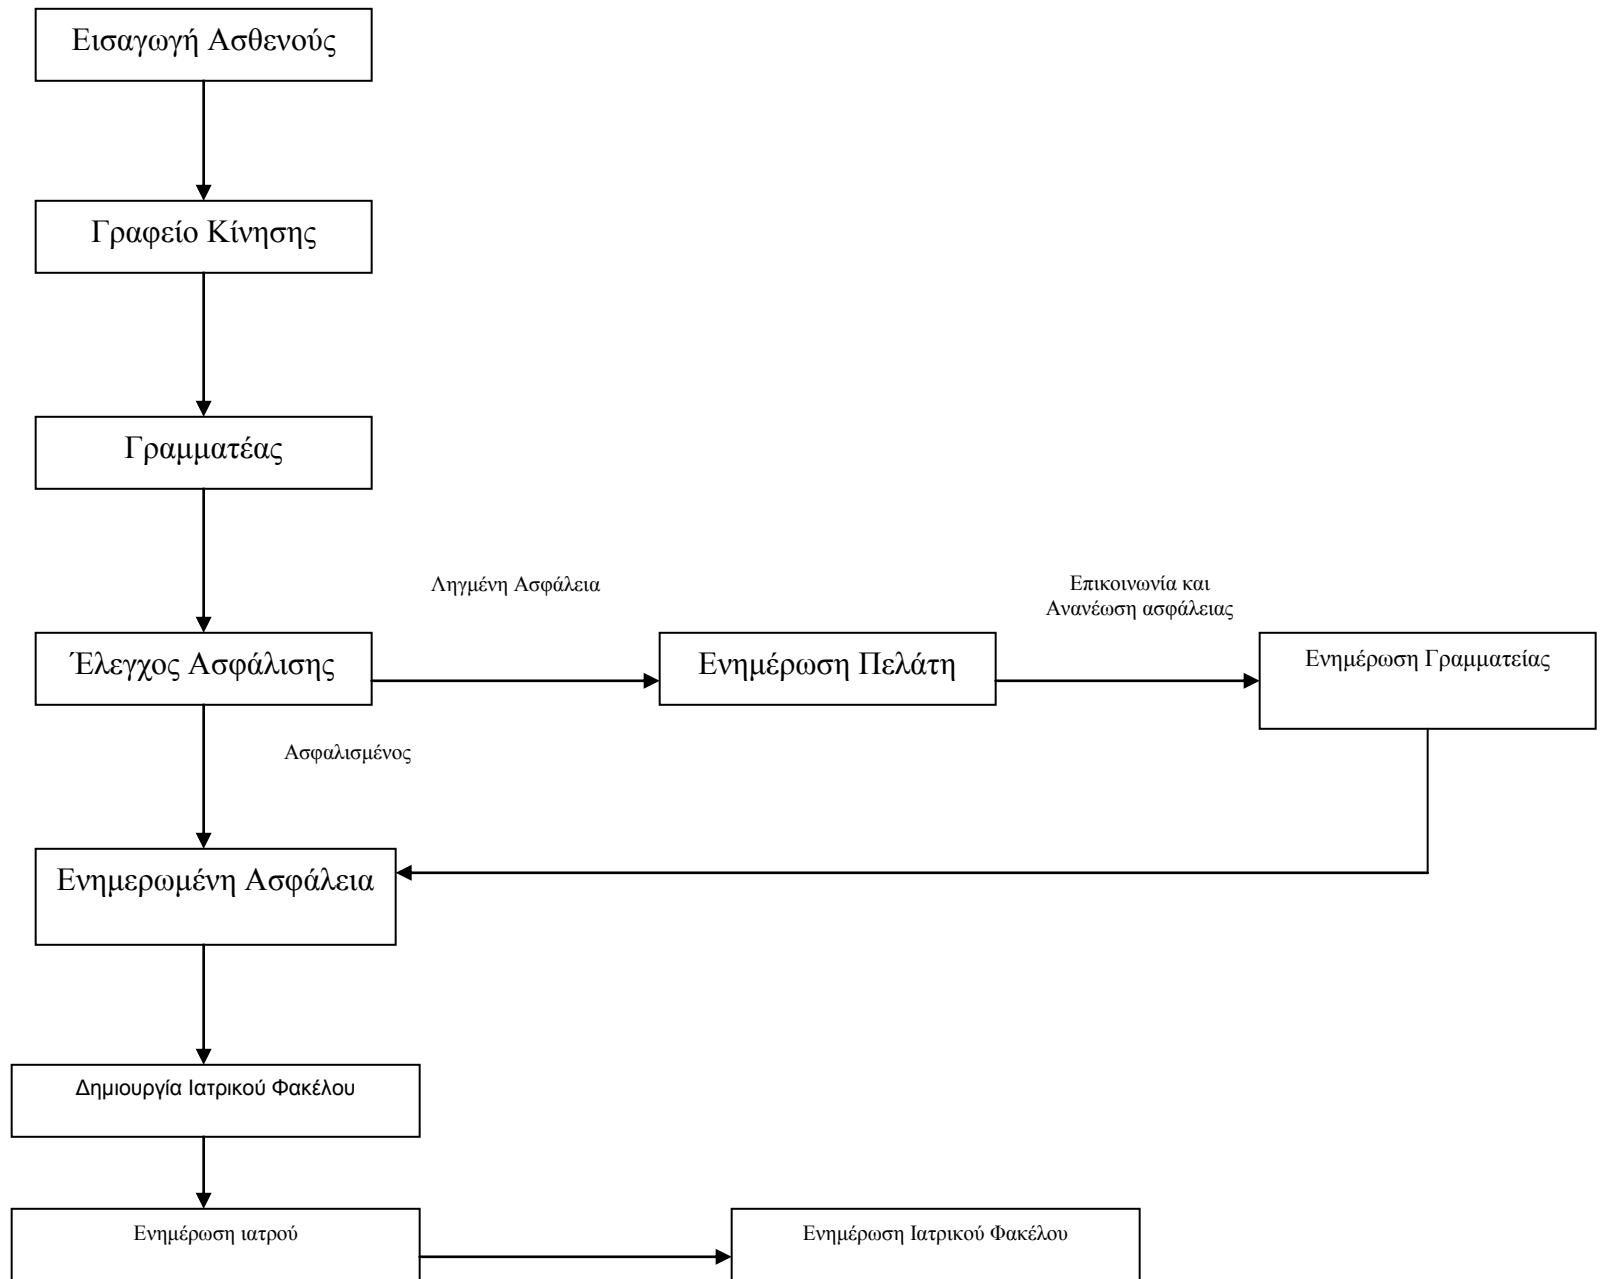 Εισαγωγή Ασθενούς
Γραφείο Κίνησης
Γραμματέας
Ληγμένη Ασφάλεια
Επικοινωνία και
Ανανέωση ασφάλειας
Έλεγχος Ασφάλισης
Ενημέρωση Πελάτη
Ενημέρωση Γραμματείας
Ασφαλισμένος
Ενημερωμένη Ασφάλεια
Δημιουργία Ιατρικού Φακέλου
Ενημέρωση ιατρού
Ενημέρωση Ιατρικού Φακέλου